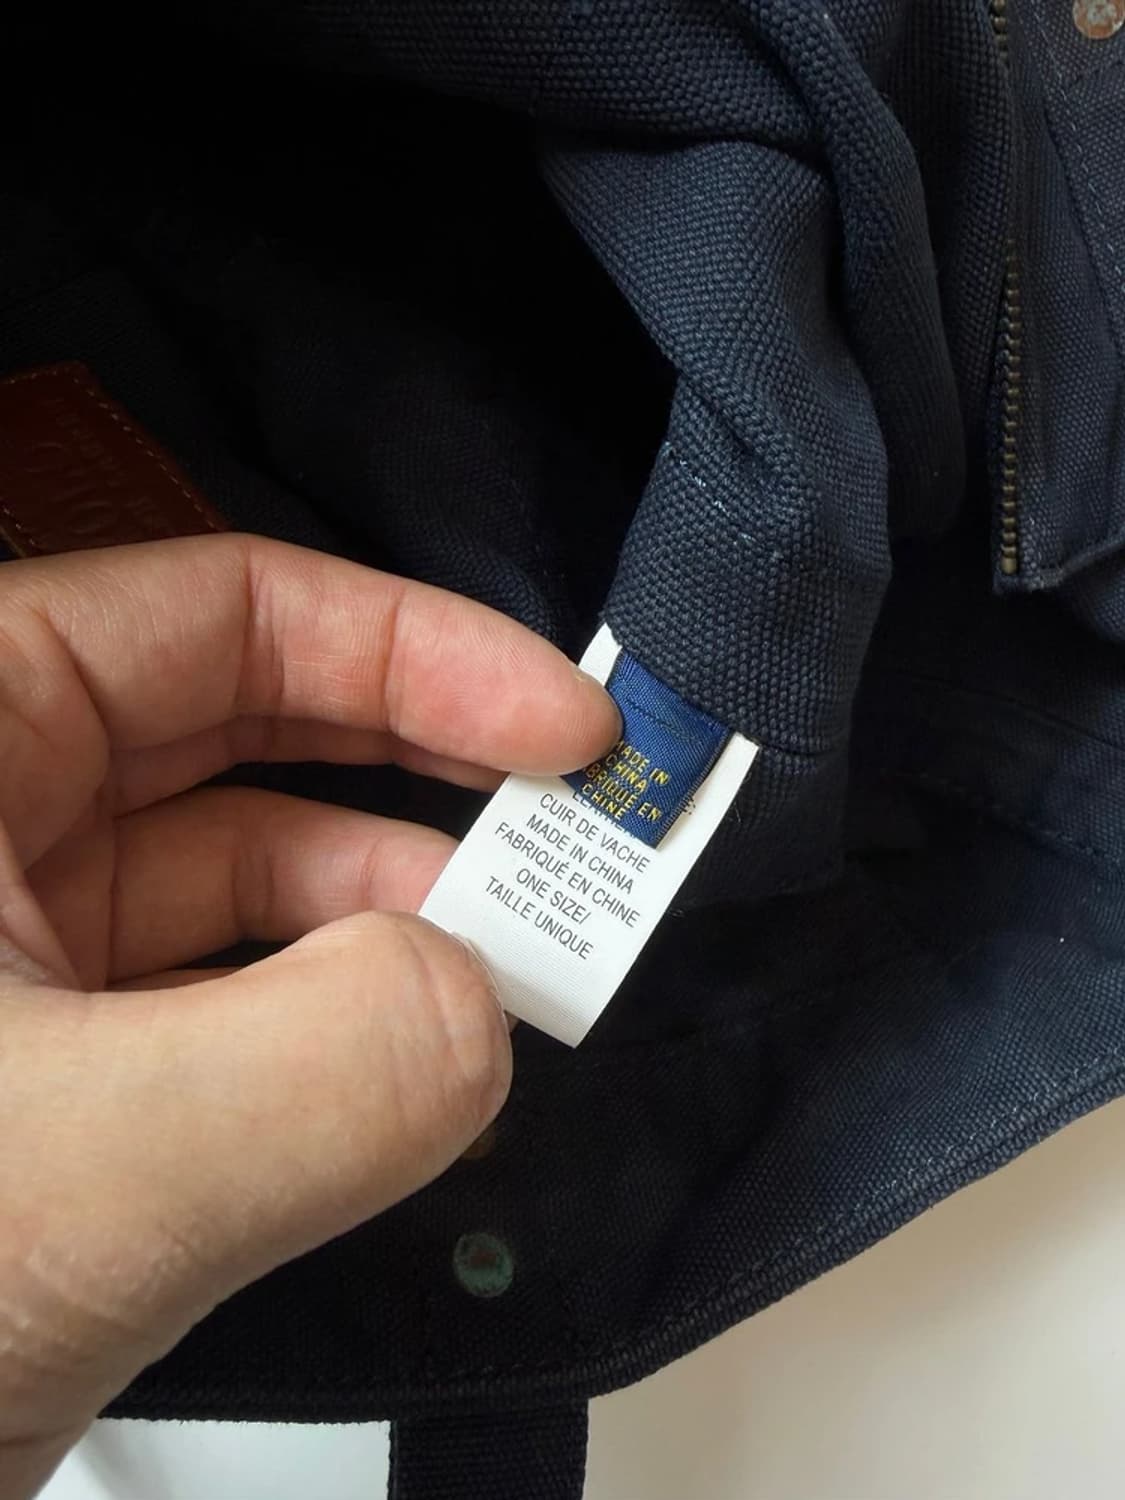 MADE IN
CHINA
FABRIQUÉ EN
CHINE
CUIR DE VACHE
MADE IN CHINA
FABRIQUÉ EN CHINE
ONE SIZE/
TAILLE UNIQUE
POLO